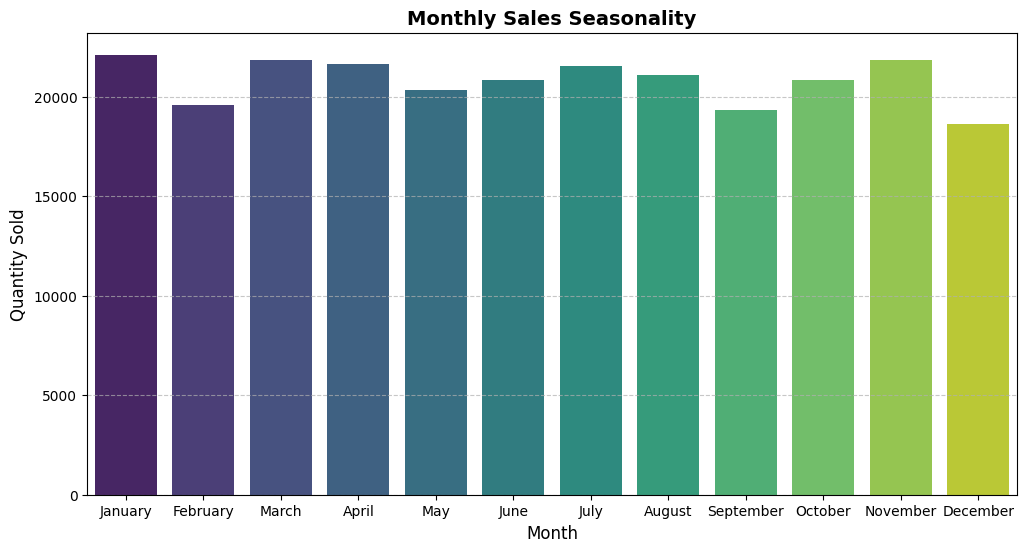 Monthly Sales Seasonality
Quantity Sold
20000
15000
10000
5000
0
January February March April May June July August September October November December
Month